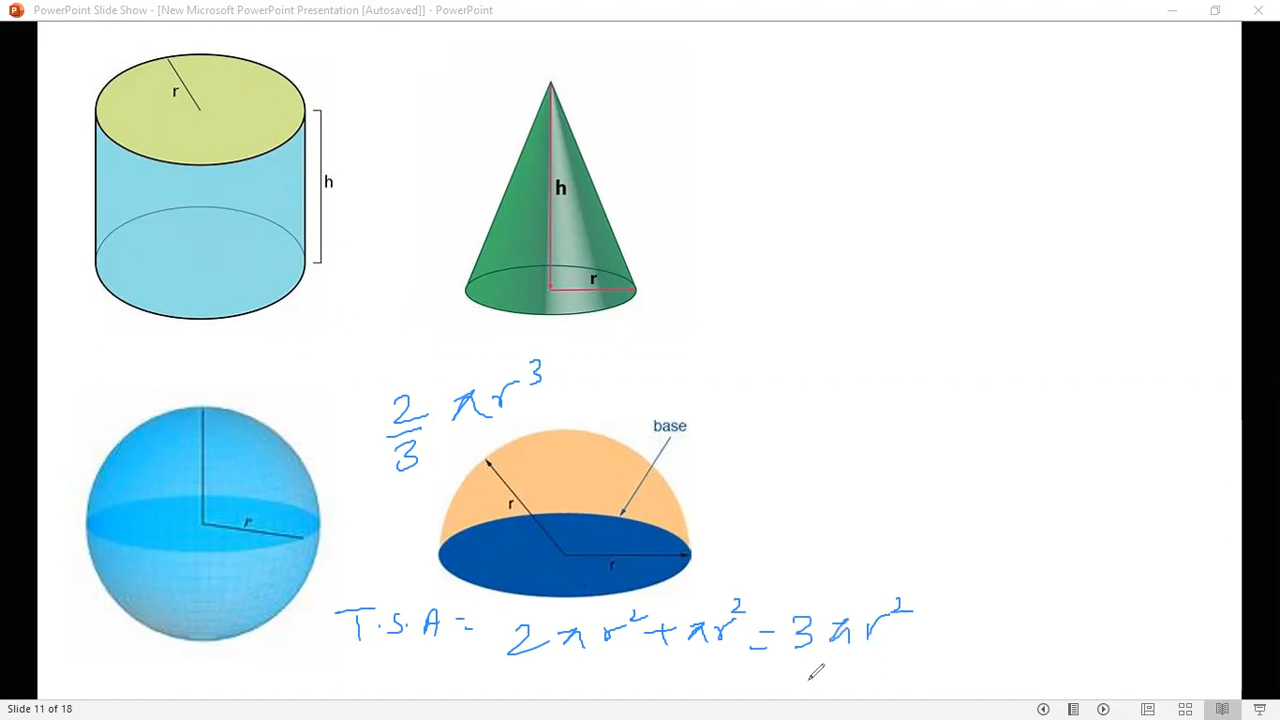 PowerPoint Slide Show - [New Microsoft PowerPoint Presentation [Autosaved]] - PowerPoint
r
h
h
r
2/3 πr³
base
r
r
r
T.S.A = 2πr²+πr² = 3πr²
Slide 11 of 18